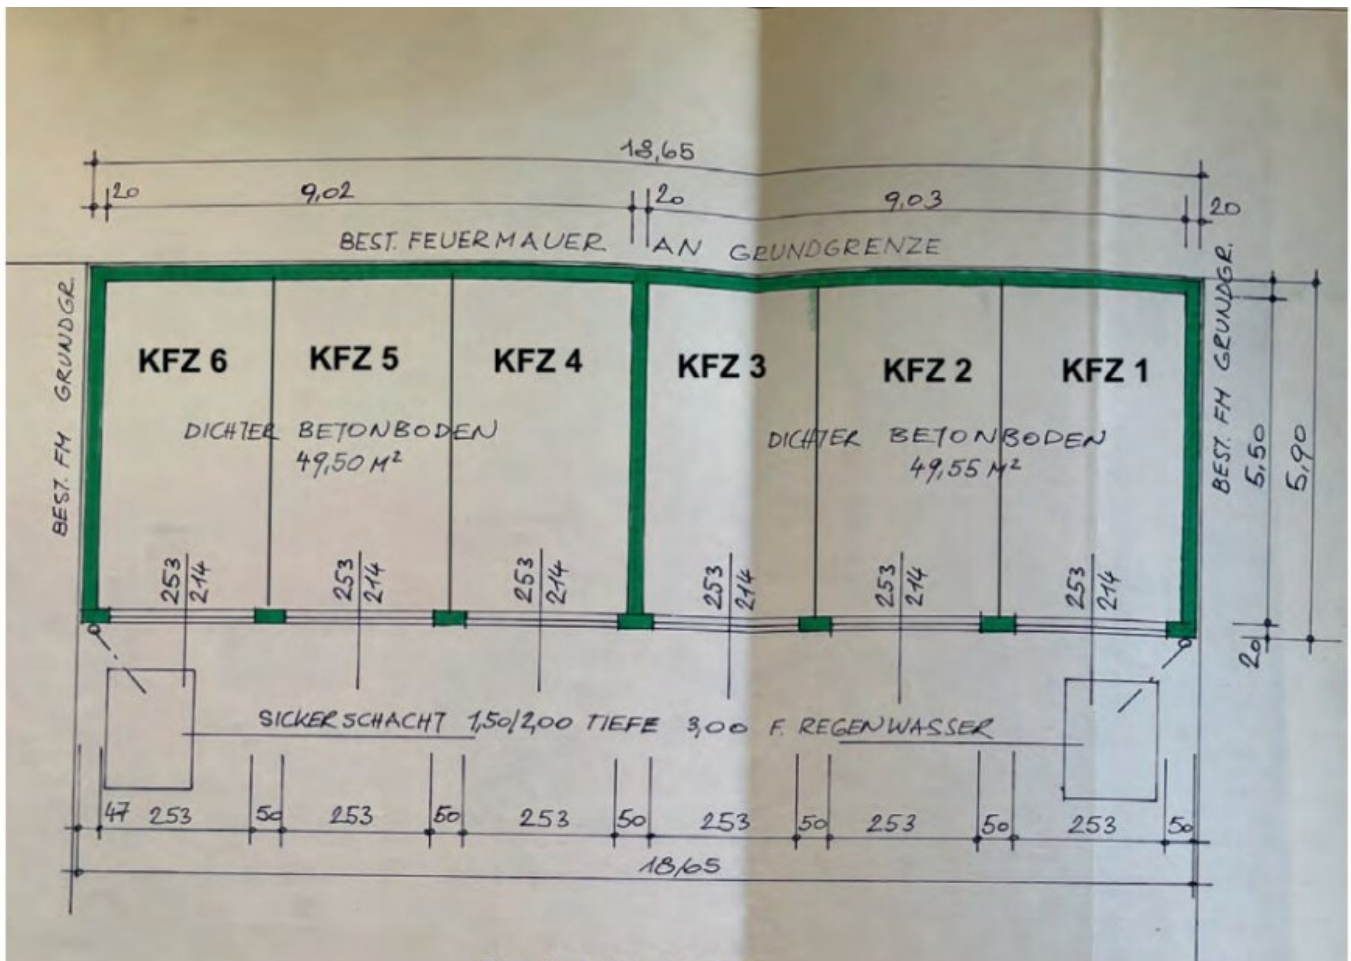 18,65
20 9,02 20 9,03 20
BEST. FEUERMAUER AN GRUNDGRENZE
BEST. FM GRUNDGR.
BEST. FM GRUNDGR.
KFZ 6 KFZ 5 KFZ 4 KFZ 3 KFZ 2 KFZ 1
DICHTER BETONBODEN
49,50 M²
DICHTER BETONBODEN
49,55 M²
5,50
5,90
20
253 253 253 253 253 253
214 214 214 214 214 214
SICKERSCHACHT 1,50/2,00 TIEFE 3,00 F. REGENWASSER
47 253 50 253 50 253 50 253 50 253 50 253 50
18,65